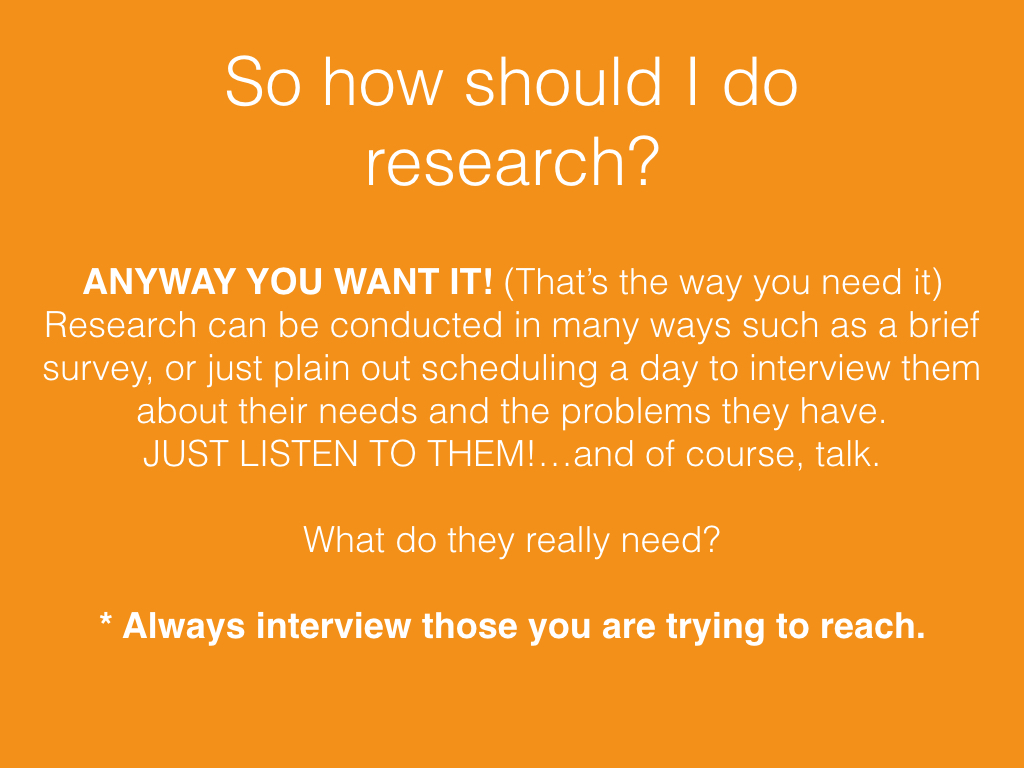 So how should I do
research?
ANYWAY YOU WANT IT! (That’s the way you need it)
Research can be conducted in many ways such as a brief
survey, or just plain out scheduling a day to interview them
about their needs and the problems they have.
JUST LISTEN TO THEM!…and of course, talk.
What do they really need?
* Always interview those you are trying to reach.